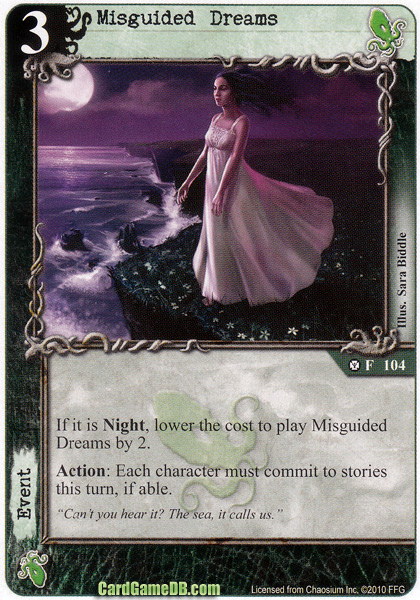 3
Misguided Dreams
Illus. Sara Biddle
F 104
If it is Night, lower the cost to play Misguided
Dreams by 2.
Action: Each character must commit to stories
this turn, if able.
“Can’t you hear it? The sea, it calls us.”
Event
CardGameDB.com
Licensed from Chaosium Inc. ©2010 FFG